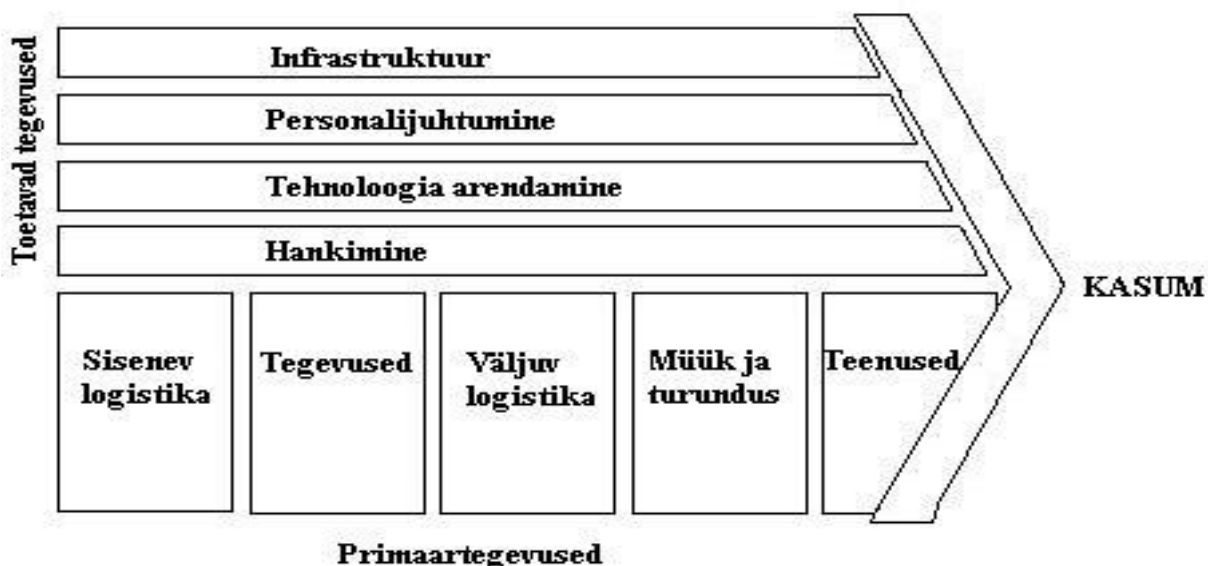 Toetavad tegevused
Infrastruktuur
Personalijuhtumine
Tehnoloogia arendamine
Hankimine
KASUM
Sisenev
logistika
Tegevused
Väljuv
logistika
Müük ja
turundus
Teenused
Primaartegevused